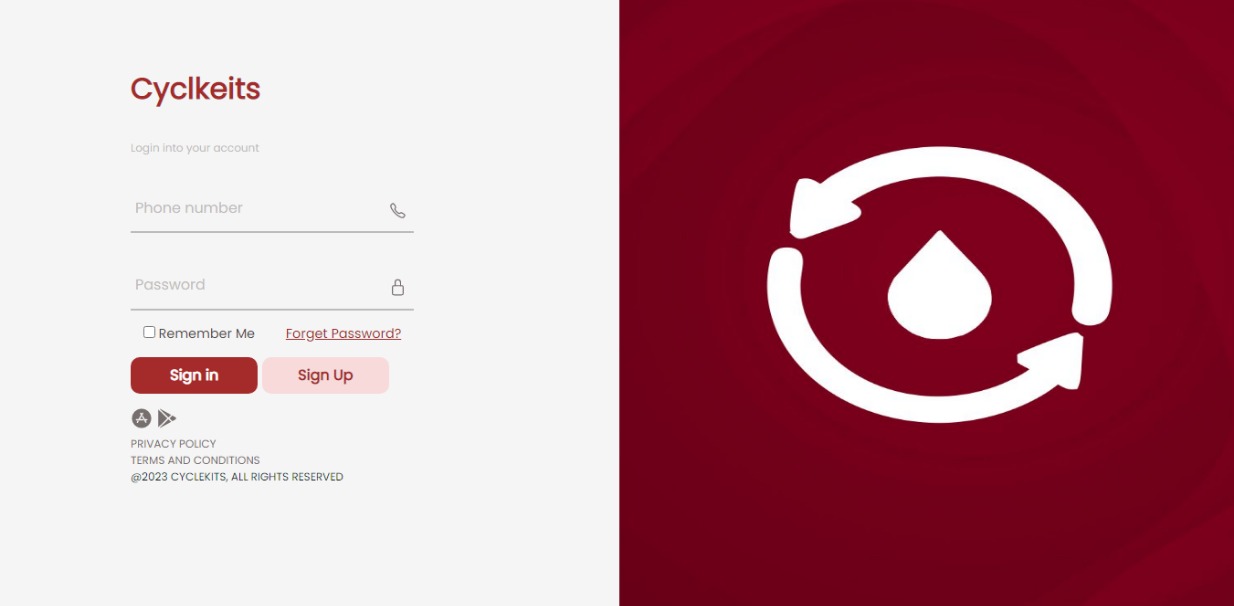 Cyclkeits
Login into your account
Phone number
Password
Remember Me Forget Password?
Sign in Sign Up
PRIVACY POLICY
TERMS AND CONDITIONS
@2023 CYCLEKITS, ALL RIGHTS RESERVED